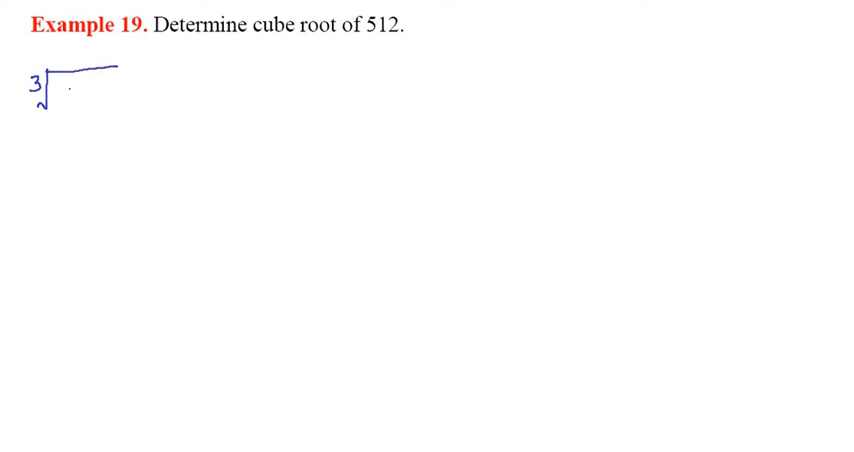 Example 19. Determine cube root of 512.
3√